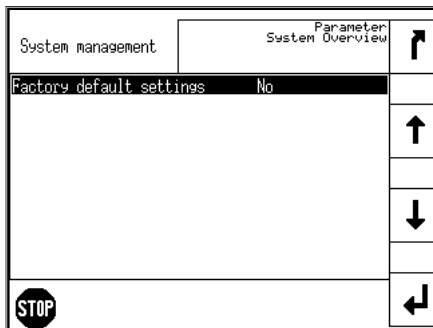 Parameter
System Overview
System management
Factory default settings No
STOP